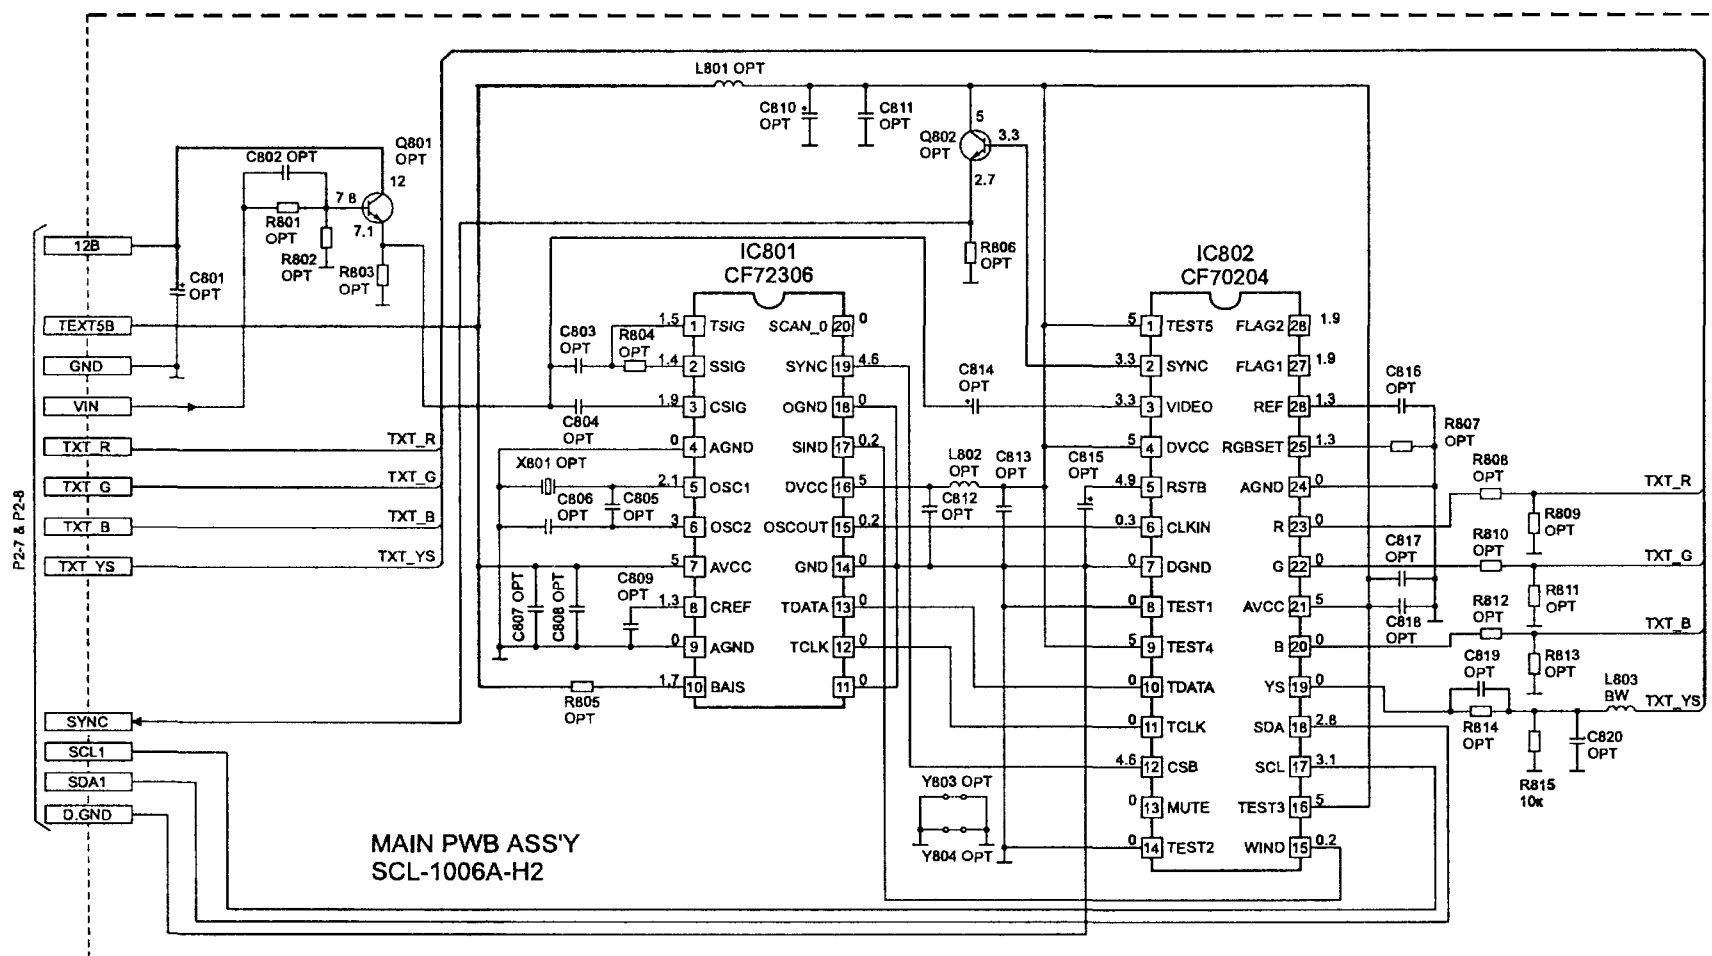 L801 OPT
C810
OPT
C811
OPT
5
Q802
OPT
3.3
2.7
Q801
OPT
C802 OPT
12
7 8
R801
OPT
7.1
R802
OPT
R803
OPT
R806
OPT
12B
C801
OPT
TEXT5B
GND
VIN
TXT_R
TXT_R
TXT_G
TXT_G
TXT_B
TXT_B
TXT_YS
TXT_YS
P2-7 & P2-8
SYNC
SCL1
SDA1
D.GND
IC801
CF72306
C803
OPT
R804
OPT
C804
OPT
X801 OPT
C806
OPT
C805
OPT
C807 OPT
C808 OPT
C809
OPT
R805
OPT
1.5 1 TSIG SCAN_0 20 0
1.4 2 SSIG SYNC 19 4.6
1.9 3 CSIG OGND 18 0
0 4 AGND SIND 17 0.2
2.1 5 OSC1 DVCC 16 5
3 6 OSC2 OSCOUT 15 0.2
5 7 AVCC GND 14 0
1.3 8 CREF TDATA 13 0
0 9 AGND TCLK 12 0
1.7 10 BAIS 11 0
C814
OPT
L802
OPT
C813
OPT
C815
OPT
C812
OPT
IC802
CF70204
5 1 TEST5 FLAG2 28 1.9
3.3 2 SYNC FLAG1 27 1.9
3.3 3 VIDEO REF 28 1.3
5 4 DVCC RGBSET 25 1.3
4.9 5 RSTB AGND 24 0
0.3 6 CLKIN R 23 0
0 7 DGND G 22 0
0 8 TEST1 AVCC 21 5
5 9 TEST4 B 20 0
0 10 TDATA YS 19 0
0 11 TCLK SDA 18 2.8
4.6 12 CSB SCL 17 3.1
0 13 MUTE TEST3 16 5
0 14 TEST2 WIND 15 0.2
C816
OPT
R807
OPT
R808
OPT
TXT_R
R809
OPT
C817
OPT
R810
OPT
TXT_G
R811
OPT
C818
OPT
R812
OPT
TXT_B
R813
OPT
C819
OPT
L803
BW
TXT_YS
R814
OPT
C820
OPT
R815
10K
Y803 OPT
Y804 OPT
MAIN PWB ASS'Y
SCL-1006A-H2